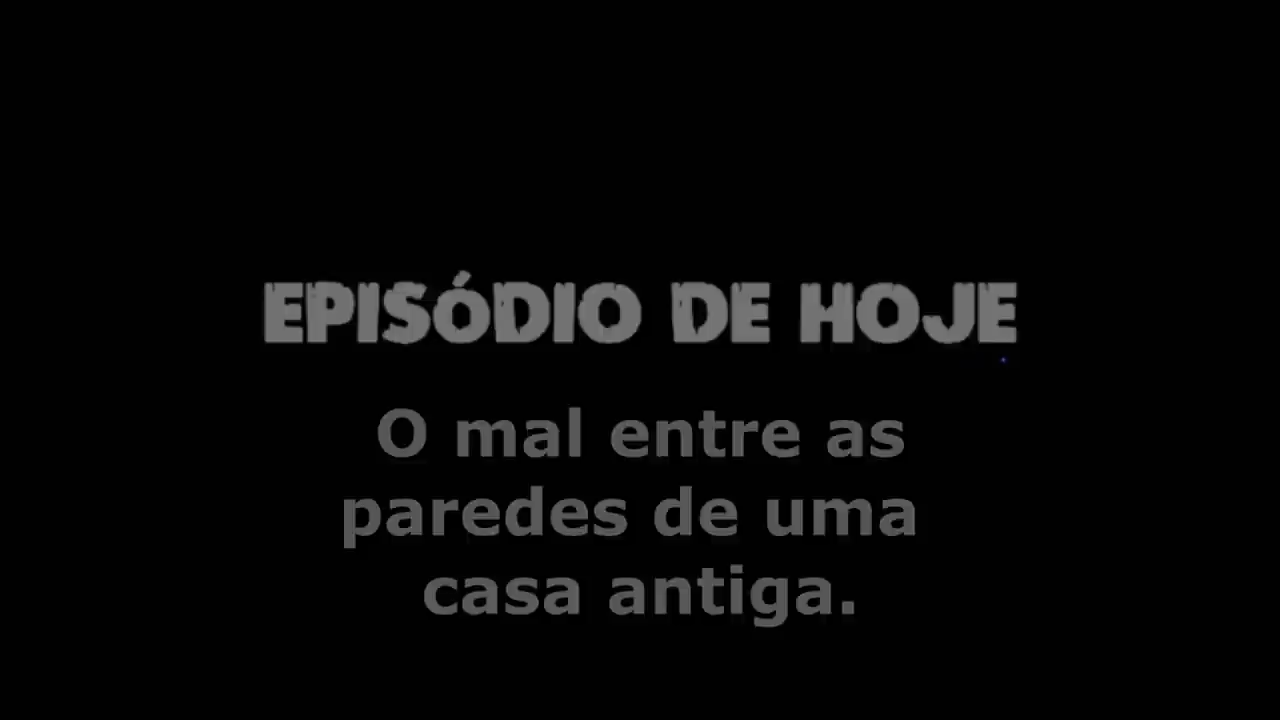 EPISÓDIO DE HOJE
O mal entre as
paredes de uma
casa antiga.